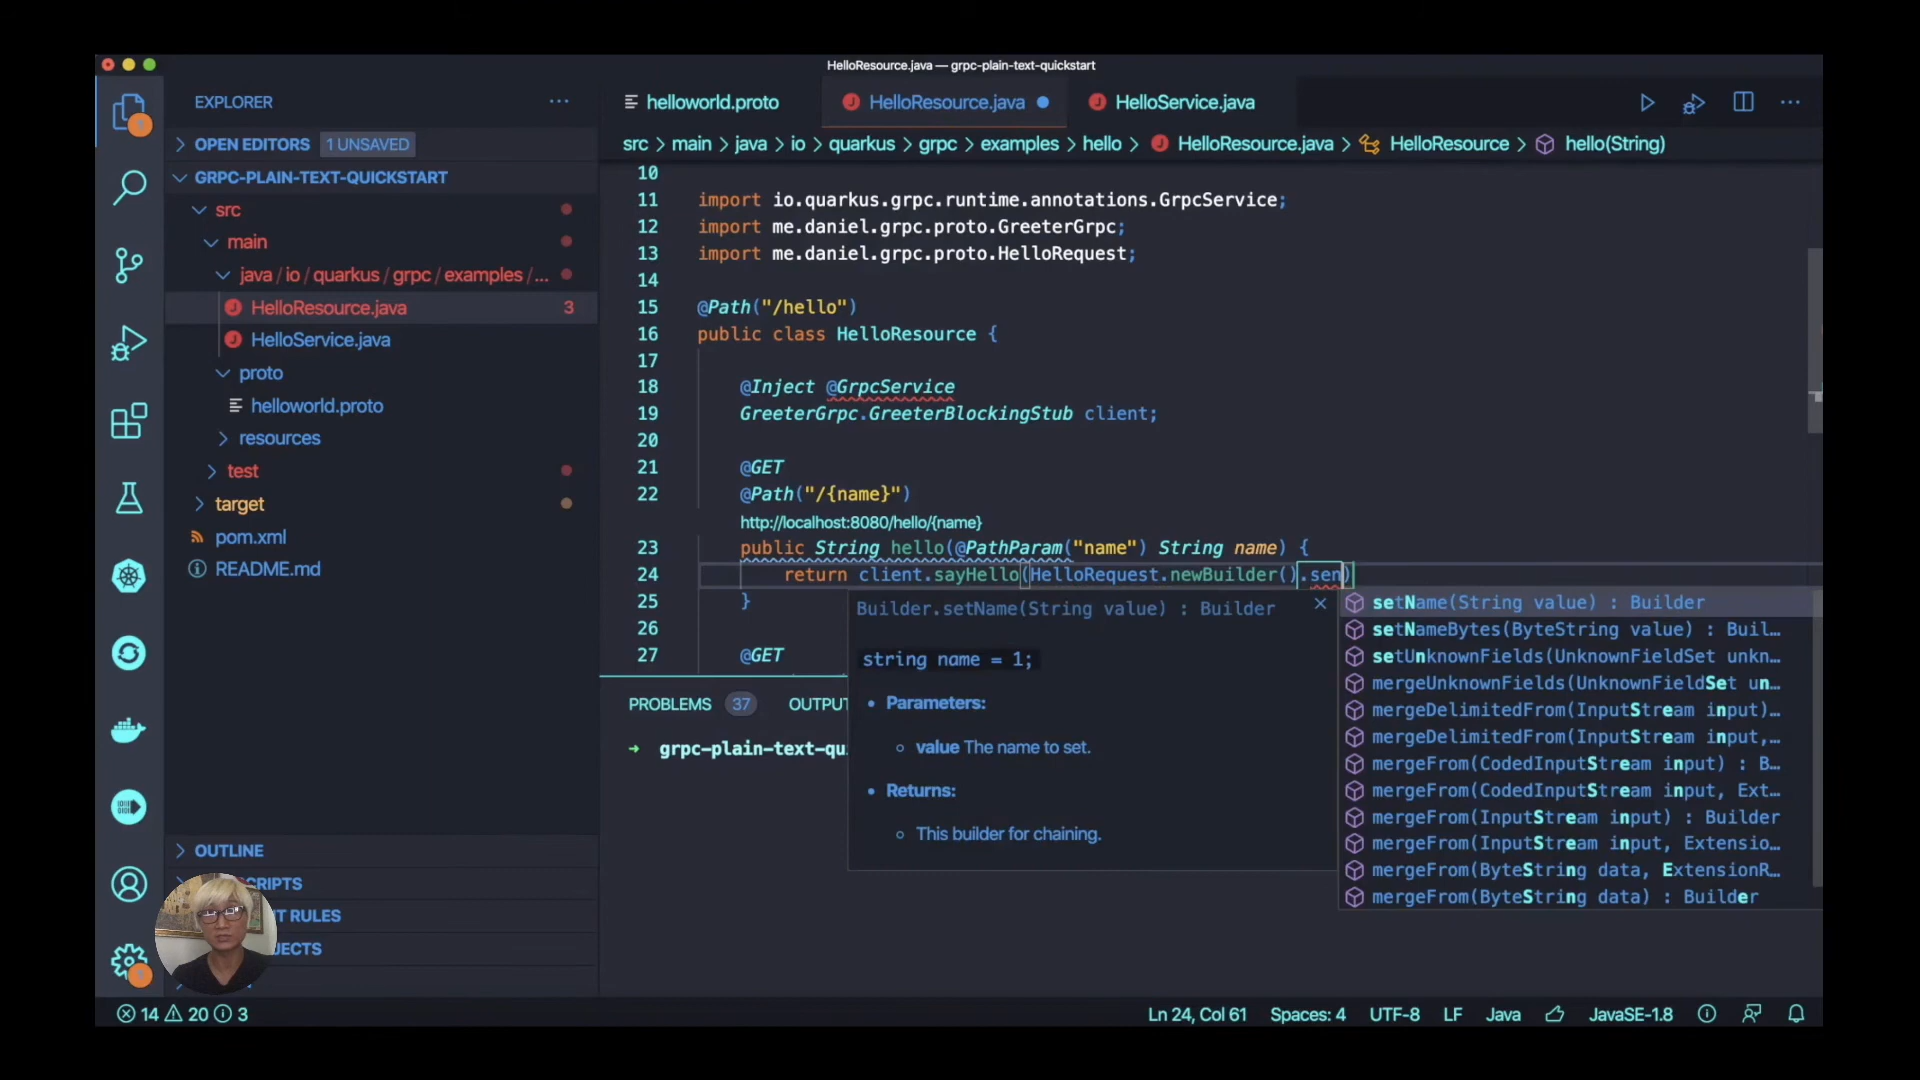 HelloResource.java — grpc-plain-text-quickstart
EXPLORER
helloworld.proto
HelloResource.java
HelloService.java
OPEN EDITORS 1 UNSAVED
src > main > java > io > quarkus > grpc > examples > hello > HelloResource.java > HelloResource > hello(String)
GRPC-PLAIN-TEXT-QUICKSTART
src
main
java / io / quarkus / grpc / examples / ...
HelloResource.java 3
HelloService.java
proto
helloworld.proto
resources
test
target
pom.xml
README.md
OUTLINE
SCRIPTS
T RULES
JECTS
10
11 import io.quarkus.grpc.runtime.annotations.GrpcService;
12 import me.daniel.grpc.proto.GreeterGrpc;
13 import me.daniel.grpc.proto.HelloRequest;
14
15 @Path("/hello")
16 public class HelloResource {
17
18 @Inject @GrpcService
19 GreeterGrpc.GreeterBlockingStub client;
20
21 @GET
22 @Path("/{name}")
http://localhost:8080/hello/{name}
23 public String hello(@PathParam("name") String name) {
24 return client.sayHello(HelloRequest.newBuilder().sen)
25 }
26
27 @GET
Builder.setName(String value) : Builder
string name = 1;
• Parameters:
○ value The name to set.
• Returns:
○ This builder for chaining.
setName(String value) : Builder
setNameBytes(ByteString value) : Buil…
setUnknownFields(UnknownFieldSet unkn…
mergeUnknownFields(UnknownFieldSet un…
mergeDelimitedFrom(InputStream input)…
mergeDelimitedFrom(InputStream input,…
mergeFrom(CodedInputStream input) : B…
mergeFrom(CodedInputStream input, Ext…
mergeFrom(InputStream input) : Builder
mergeFrom(InputStream input, Extensio…
mergeFrom(ByteString data, ExtensionR…
mergeFrom(ByteString data) : Builder
PROBLEMS 37 OUTPUT
→ grpc-plain-text-qu
14 20 3
Ln 24, Col 61 Spaces: 4 UTF-8 LF Java JavaSE-1.8